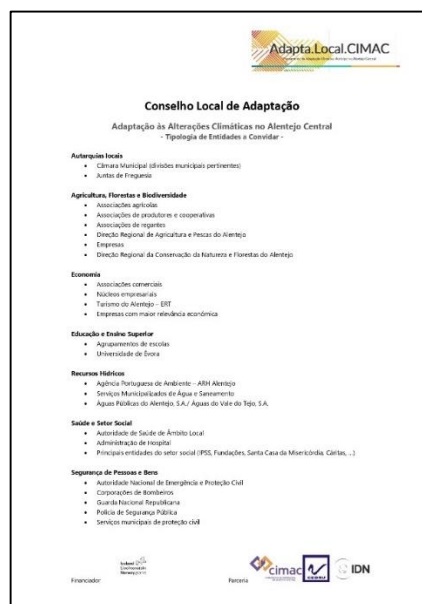 Adapta.Local.CIMAC
Conselho Local de Adaptação
Adaptação às Alterações Climáticas no Alentejo Central
- Tipologia de Entidades a Convidar -
Autarquias locais
• Câmara Municipal (divisões municipais pertinentes)
• Juntas de Freguesia
Agricultura, Florestas e Biodiversidade
• Associações agrícolas
• Associações de produtores e cooperativas
• Associações de regantes
• Direção Regional de Agricultura e Pescas do Alentejo
• Empresas
• Direção Regional da Conservação da Natureza e Florestas do Alentejo
Economia
• Associações comerciais
• Núcleos empresariais
• Turismo do Alentejo – ERT
• Empresas com maior relevância económica
Educação e Ensino Superior
• Agrupamentos de escolas
• Universidade de Évora
Recursos Hídricos
• Agência Portuguesa de Ambiente – ARH Alentejo
• Serviços Municipalizados de Água e Saneamento
• Águas Públicas do Alentejo, S.A./ Águas do Vale do Tejo, S.A.
Saúde e Setor Social
• Autoridade de Saúde de Âmbito Local
• Administração de Hospital
• Principais entidades do setor social (IPSS, Fundações, Santa Casa da Misericórdia, Cáritas, ...)
Segurança de Pessoas e Bens
• Autoridade Nacional de Emergência e Proteção Civil
• Corporações de Bombeiros
• Guarda Nacional Republicana
• Polícia de Segurança Pública
• Serviços municipais de proteção civil
Iceland
Liechtenstein
Norway grants
Financiador
Parceria
cimac
IDN